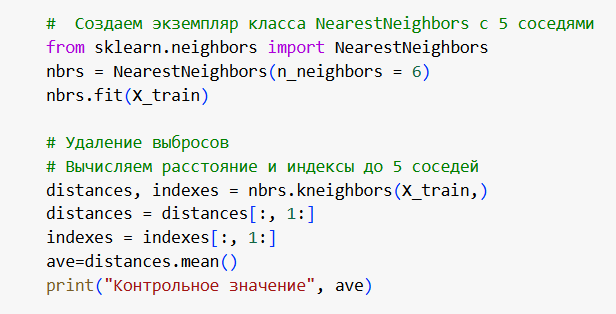 #  Создаем экземпляр класса NearestNeighbors с 5 соседями
from sklearn.neighbors import NearestNeighbors
nbrs = NearestNeighbors(n_neighbors = 6)
nbrs.fit(X_train)
# Удаление выбросов
# Вычисляем расстояние и индексы до 5 соседей
distances, indexes = nbrs.kneighbors(X_train,)
distances = distances[:, 1:]
indexes = indexes[:, 1:]
ave=distances.mean()
print("Контрольное значение", ave)